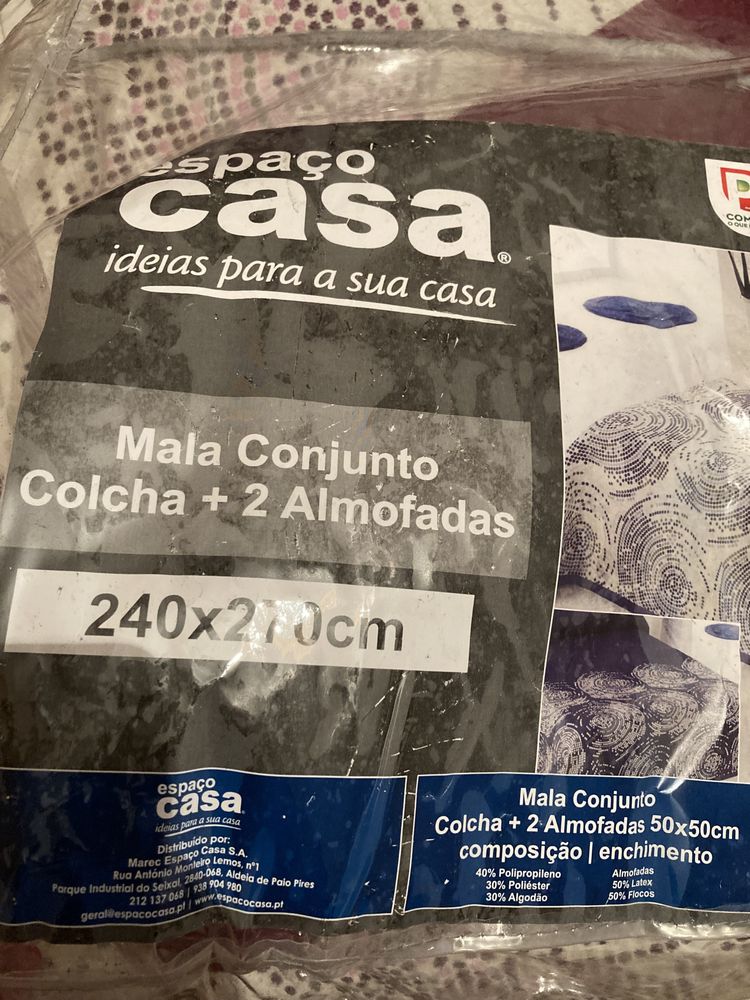 espaço
casa®
ideias para a sua casa
COM
O QUE
Mala Conjunto
Colcha + 2 Almofadas
240x270cm
espaço
casa
ideias para a sua casa
Distribuído por:
Marec Espaço Casa S.A.
Rua António Monteiro Lemos, nº1
Parque Industrial do Seixal, 2840-068, Aldeia de Paio Pires
212 137 068 | 938 904 980
geral@espacocasa.pt | www.espacocasa.pt
Mala Conjunto
Colcha + 2 Almofadas 50x50cm
composição | enchimento
40% Polipropileno
30% Poliéster
30% Algodão
Almofadas
50% Latex
50% Flocos